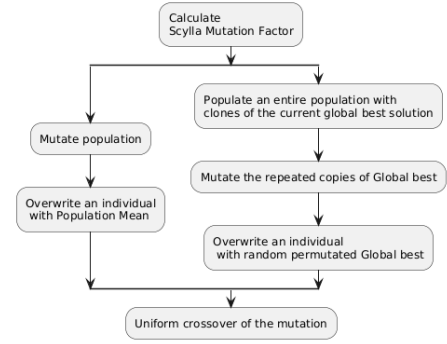 Calculate
Scylla Mutation Factor
Populate an entire population with
clones of the current global best solution
Mutate population
Mutate the repeated copies of Global best
Overwrite an individual
with Population Mean
Overwrite an individual
with random permutated Global best
Uniform crossover of the mutation